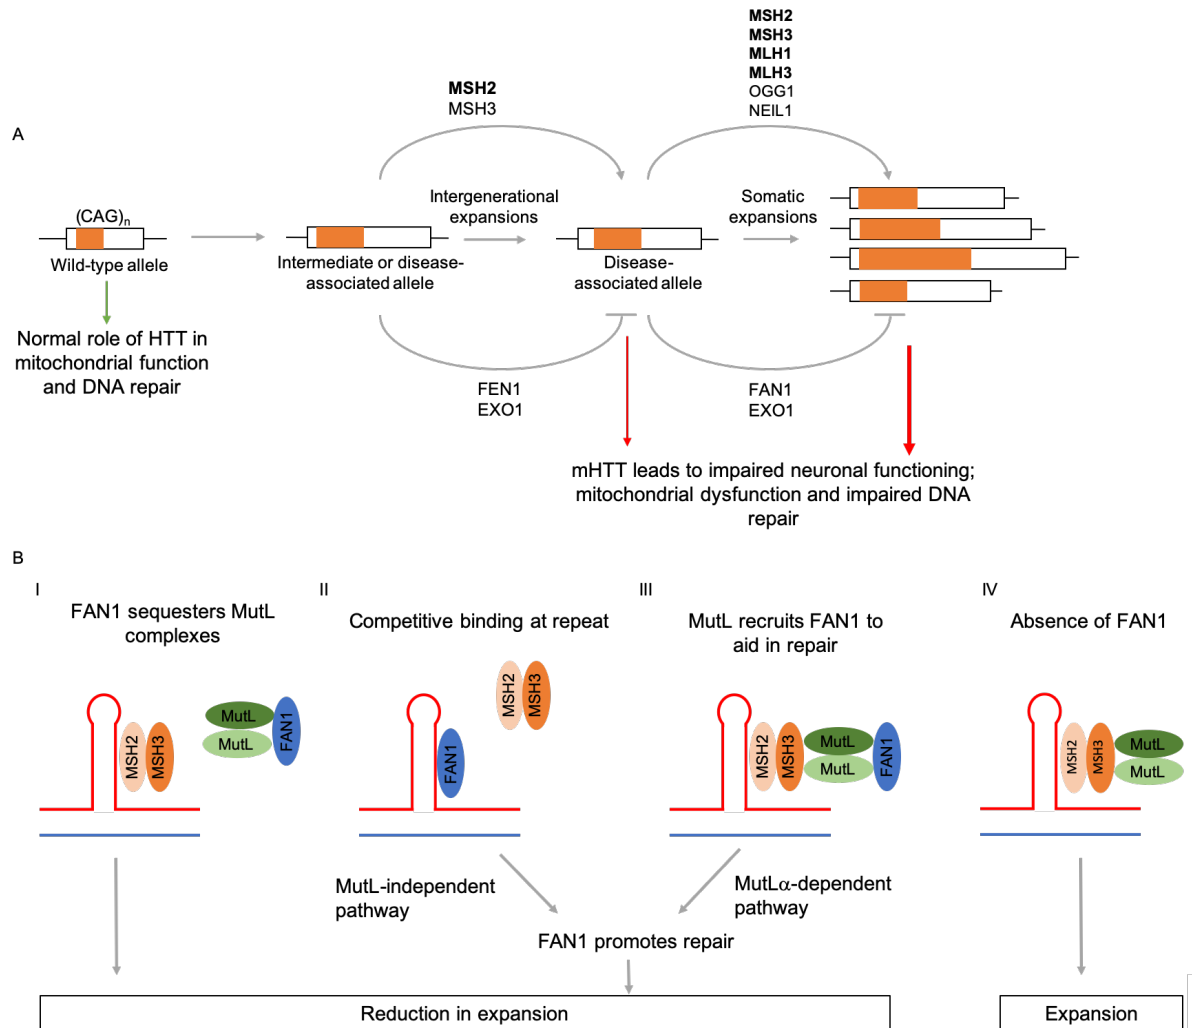 A
MSH2
MSH3
MSH2
MSH3
MLH1
MLH3
OGG1
NEIL1
(CAG)n
Wild-type allele
Intermediate or disease-
associated allele
Intergenerational
expansions
Disease-
associated allele
Somatic
expansions
Normal role of HTT in
mitochondrial function
and DNA repair
FEN1
EXO1
FAN1
EXO1
mHTT leads to impaired neuronal functioning;
mitochondrial dysfunction and impaired DNA
repair
B
I
FAN1 sequesters MutL
complexes
MSH2
MSH3
MutL
MutL
FAN1
II
Competitive binding at repeat
MSH2
MSH3
FAN1
III
MutL recruits FAN1 to
aid in repair
MSH2
MSH3
MutL
MutL
FAN1
IV
Absence of FAN1
MSH2
MSH3
MutL
MutL
MutL-independent
pathway
MutLα-dependent
pathway
FAN1 promotes repair
Reduction in expansion
Expansion